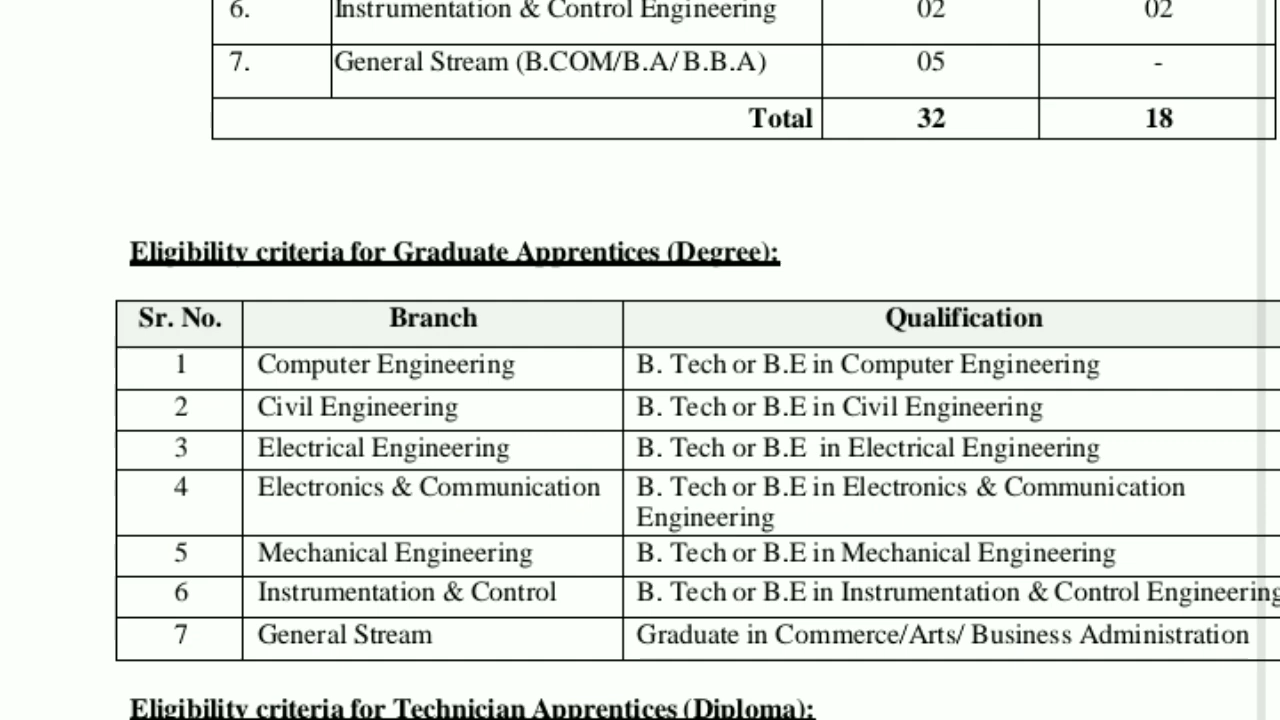 6. Instrumentation & Control Engineering 02 02
7. General Stream (B.COM/B.A/ B.B.A) 05 -
Total 32 18
Eligibility criteria for Graduate Apprentices (Degree):
Sr. No. Branch Qualification
1 Computer Engineering B. Tech or B.E in Computer Engineering
2 Civil Engineering B. Tech or B.E in Civil Engineering
3 Electrical Engineering B. Tech or B.E in Electrical Engineering
4 Electronics & Communication B. Tech or B.E in Electronics & Communication
Engineering
5 Mechanical Engineering B. Tech or B.E in Mechanical Engineering
6 Instrumentation & Control B. Tech or B.E in Instrumentation & Control Engineering
7 General Stream Graduate in Commerce/Arts/ Business Administration
Eligibility criteria for Technician Apprentices (Diploma):